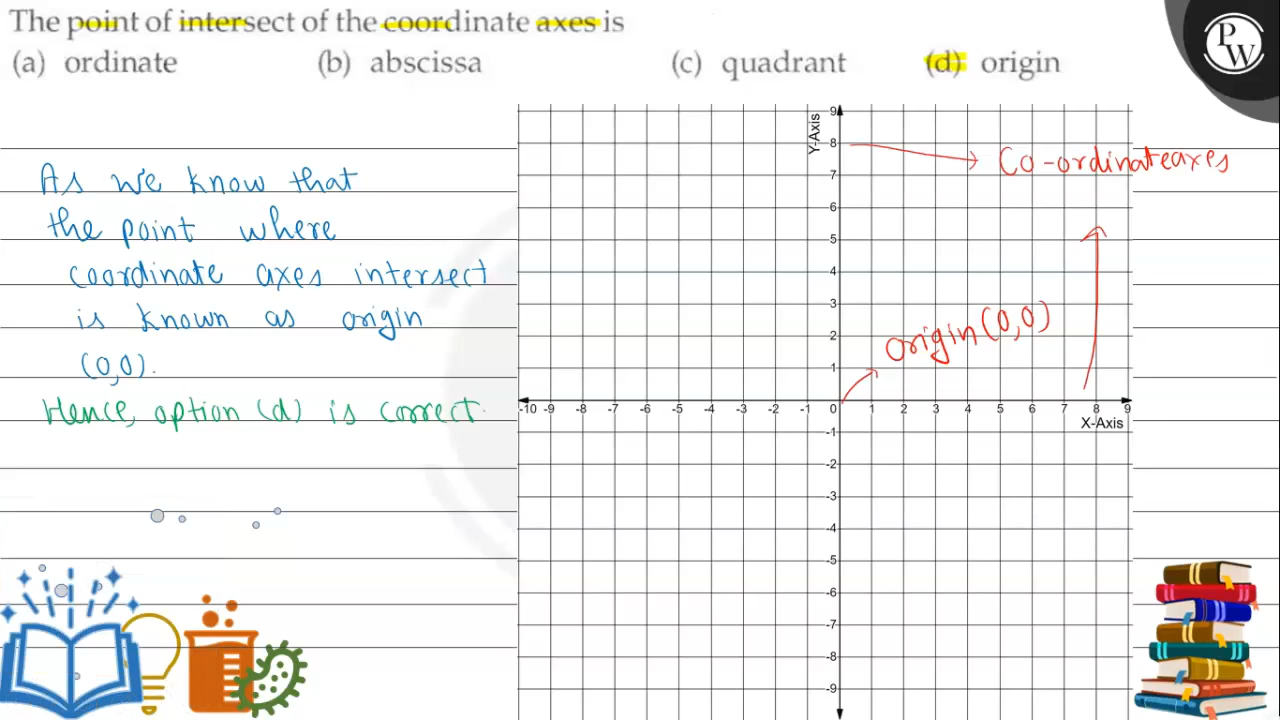 The point of intersect of the coordinate axes is
(a) ordinate (b) abscissa (c) quadrant (d) origin
PW
As we know that
the point where
coordinate axes intersect
is known as origin
(0,0).
Hence, option (d) is correct.
Y-Axis
Co-ordinate axes
Origin (0,0)
9
8
7
6
5
4
3
2
1
-10 -9 -8 -7 -6 -5 -4 -3 -2 -1 0 1 2 3 4 5 6 7 8 9
X-Axis
-1
-2
-3
-4
-5
-6
-7
-8
-9